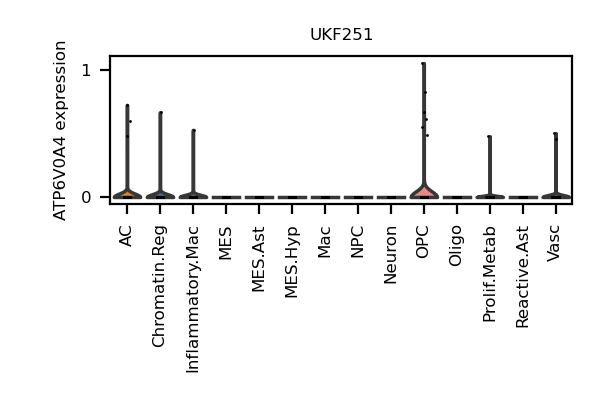 UKF251
ATP6V0A4 expression
1
0
AC
Chromatin.Reg
Inflammatory.Mac
MES
MES.Ast
MES.Hyp
Mac
NPC
Neuron
OPC
Oligo
Prolif.Metab
Reactive.Ast
Vasc